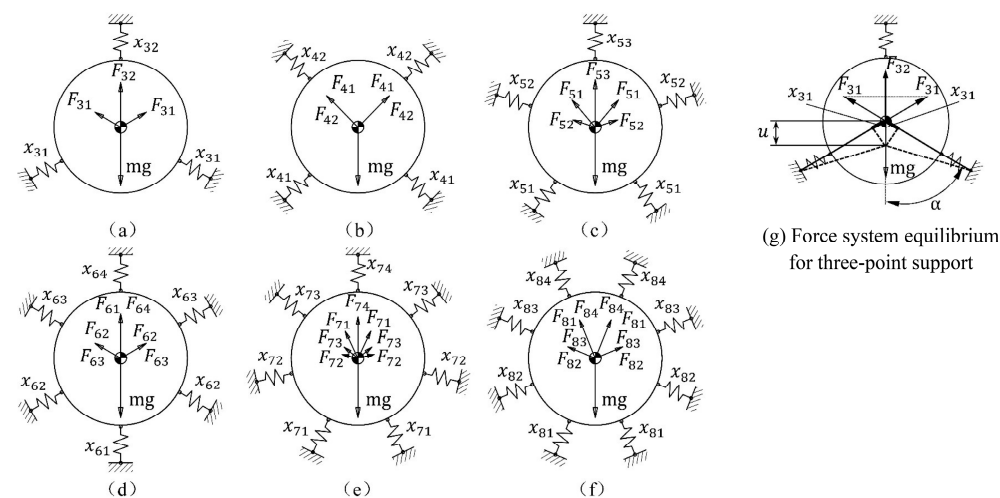 x₃₂
F₃₂
F₃₁ F₃₁
x₃₁ mg x₃₁
(a)
x₄₂ x₄₂
F₄₁ F₄₁
F₄₂ F₄₂
mg
x₄₁ x₄₁
(b)
x₅₃
x₅₂ F₅₃ x₅₂
F₅₁ F₅₁
F₅₂ F₅₂
mg
x₅₁ x₅₁
(c)
F₃₂
x₃₁ F₃₁ F₃₁ x₃₁
u
mg
α
(g) Force system equilibrium
for three-point support
x₆₄
x₆₃ F₆₁ F₆₄ x₆₃
F₆₂ F₆₂
F₆₃ F₆₃
x₆₂ mg x₆₂
x₆₁
(d)
x₇₄
x₇₃ F₇₄ x₇₃
F₇₁ F₇₁
F₇₃ F₇₃
x₇₂ F₇₂ F₇₂ x₇₂
mg
x₇₁ x₇₁
(e)
x₈₄ x₈₄
x₈₃ F₈₄ F₈₄ x₈₃
F₈₁ F₈₁
F₈₃ F₈₃
F₈₂ F₈₂
x₈₂ mg x₈₂
x₈₁ x₈₁
(f)